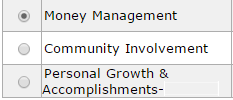 Money Management
Community Involvement
Personal Growth &
Accomplishments-